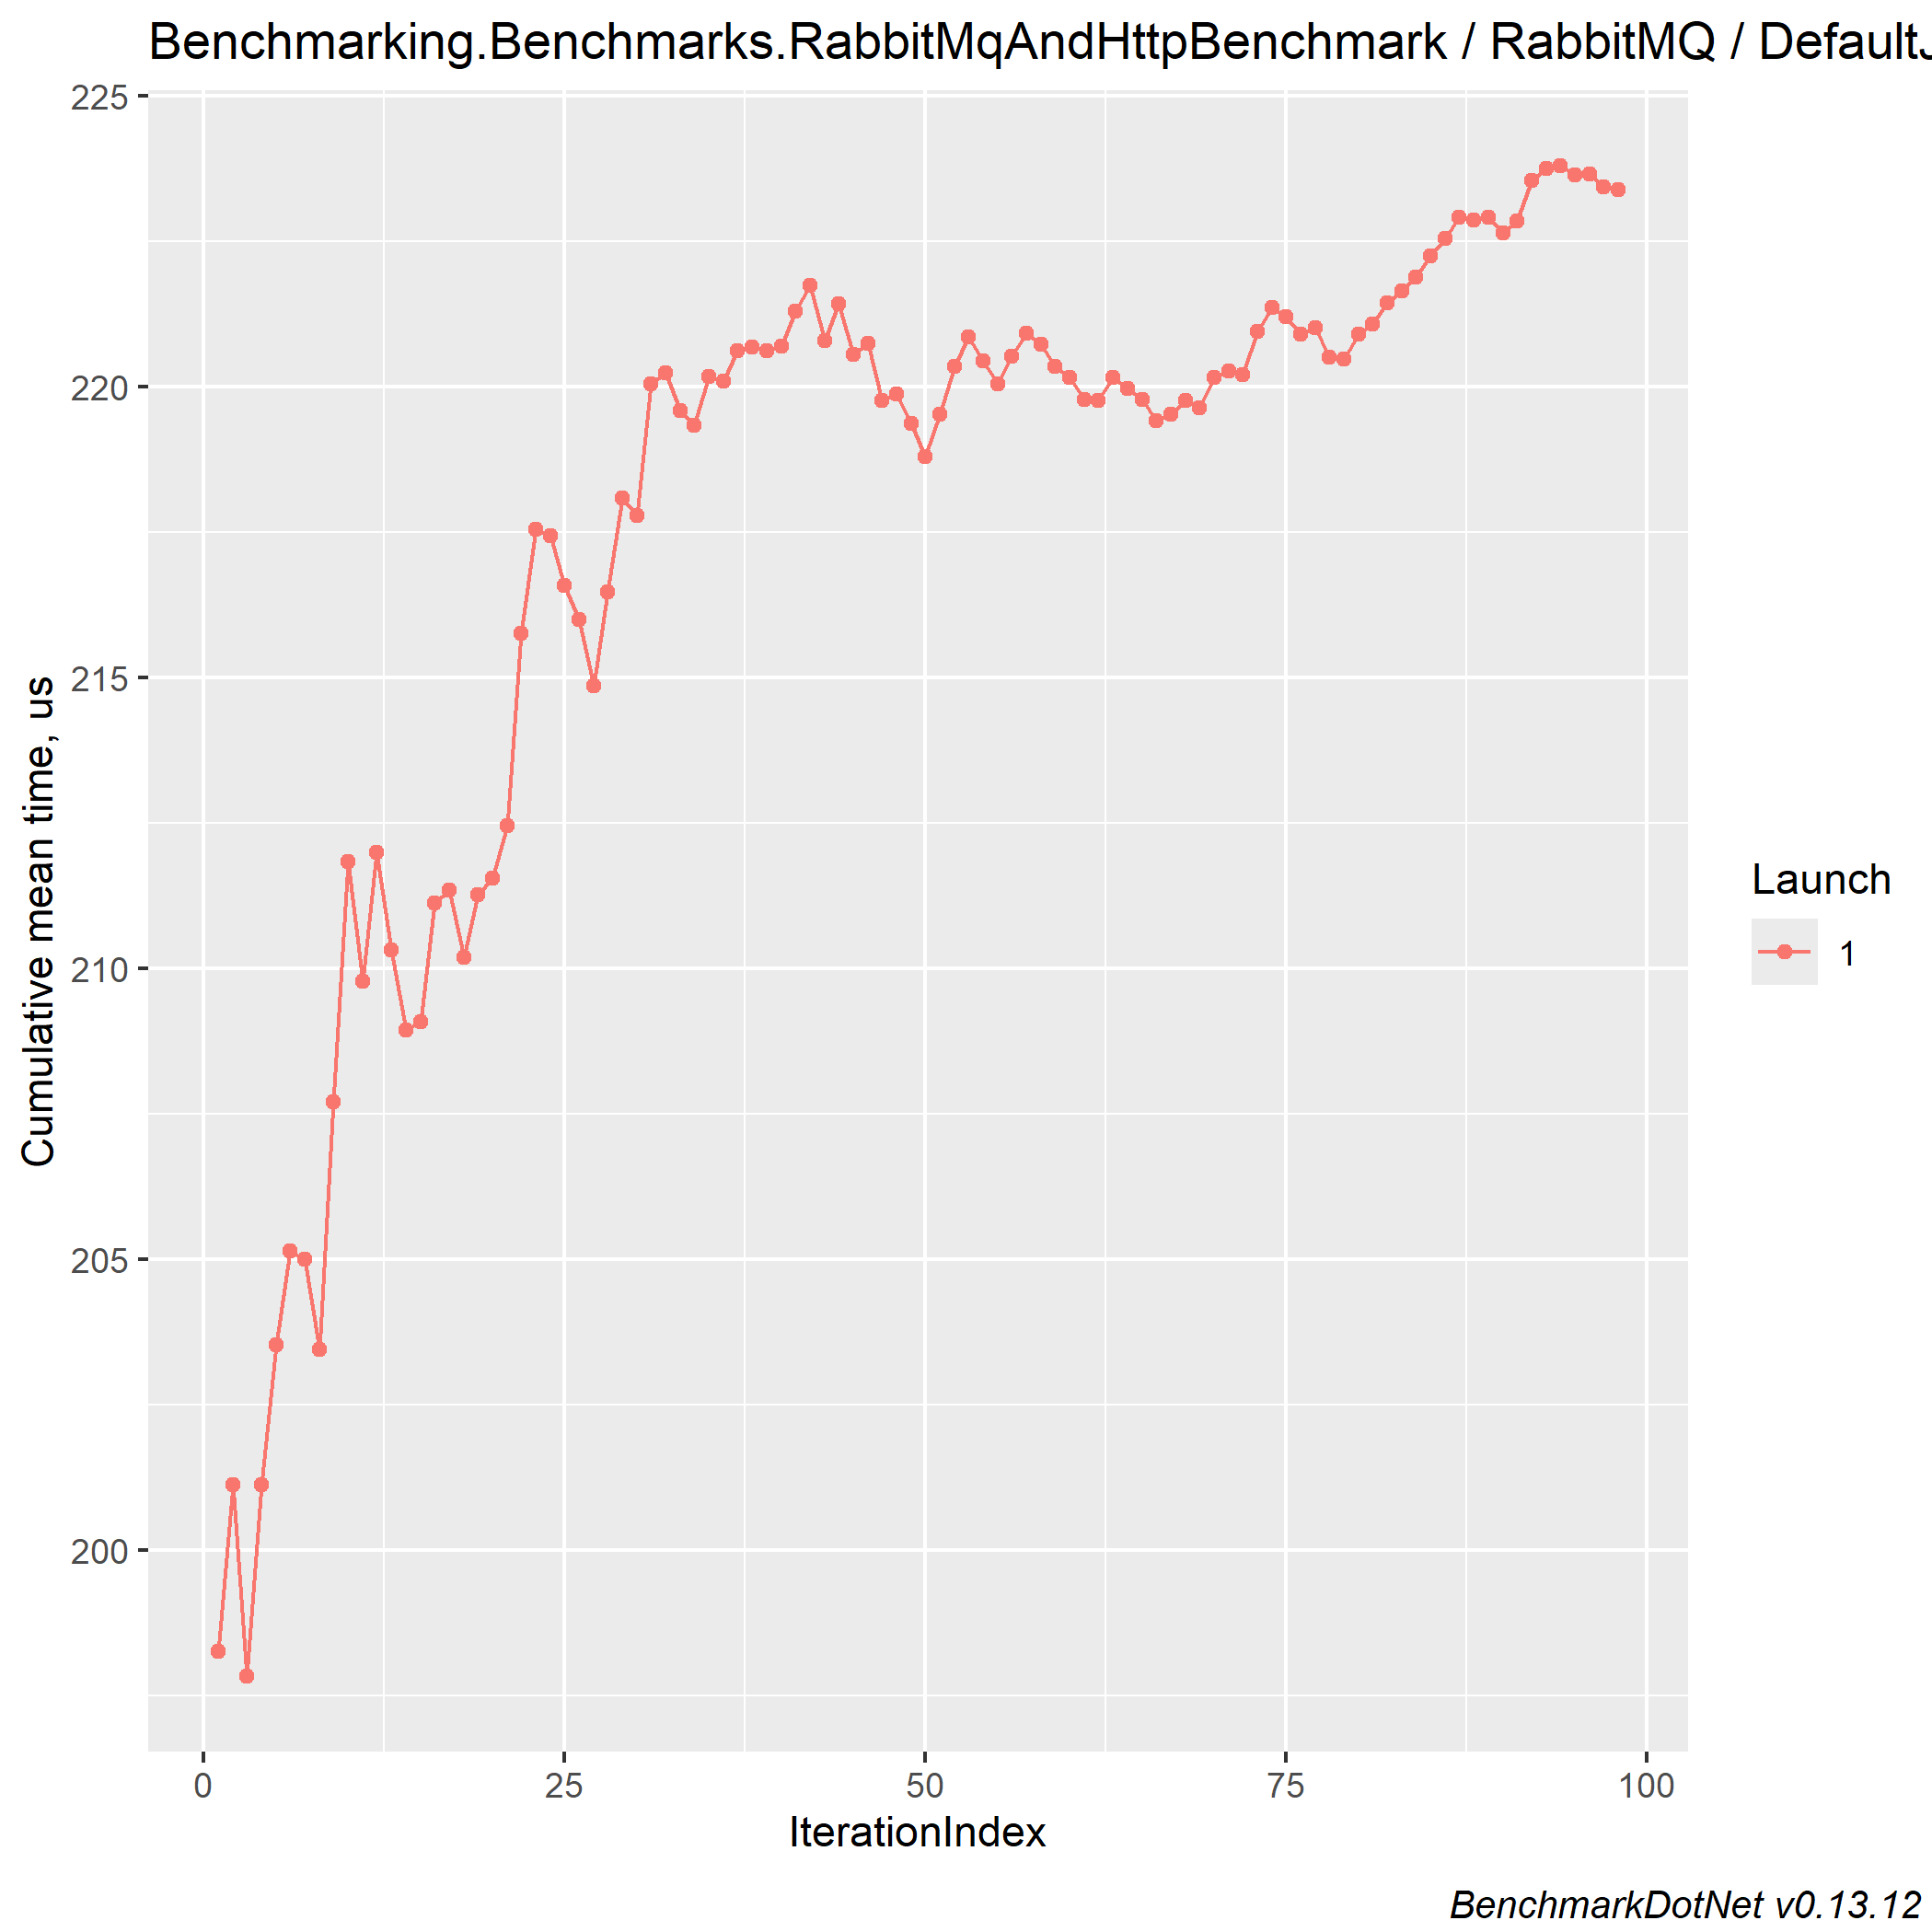 Benchmarking.Benchmarks.RabbitMqAndHttpBenchmark / RabbitMQ / DefaultJ
225
220
215
210
205
200
Cumulative mean time, us
0 25 50 75 100
IterationIndex
Launch
1
BenchmarkDotNet v0.13.12